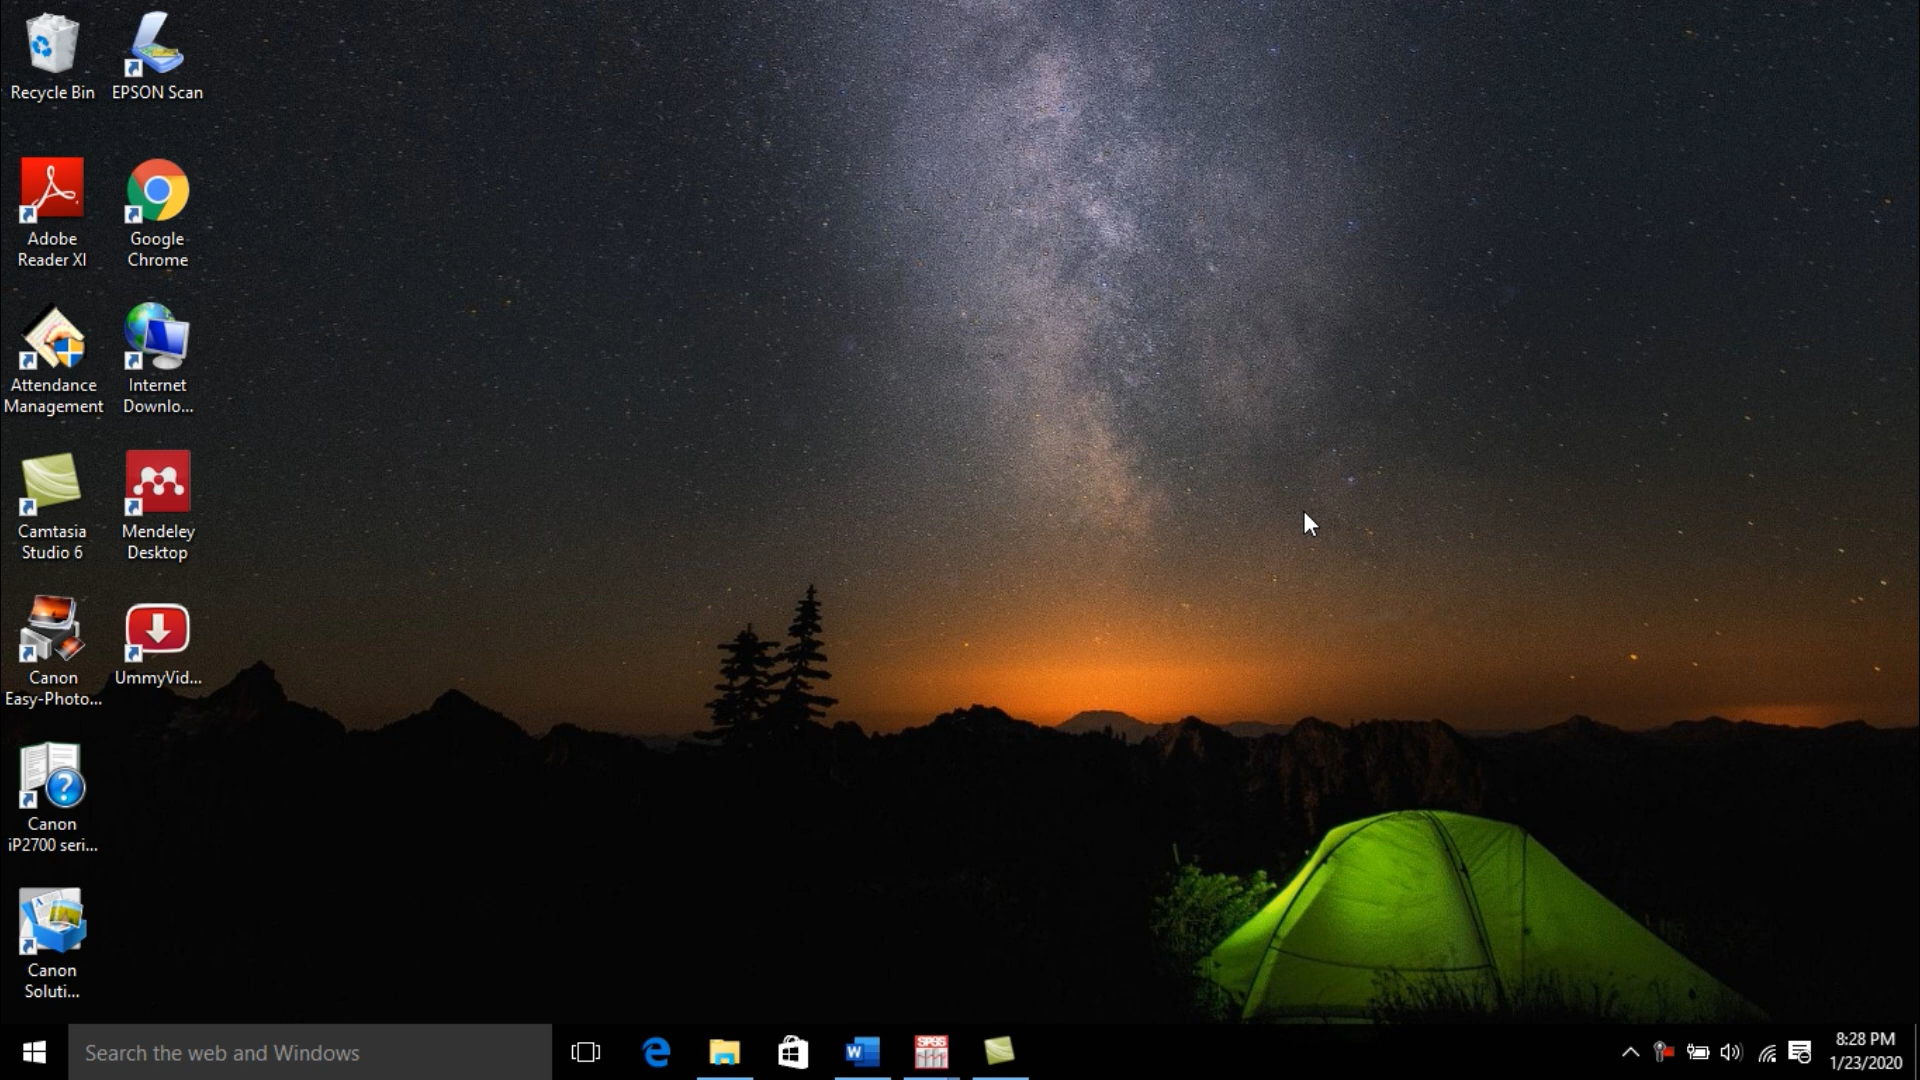 Recycle Bin
EPSON Scan
Adobe
Reader XI
Google
Chrome
Attendance
Management
Internet
Downlo...
Camtasia
Studio 6
Mendeley
Desktop
Canon
Easy-Photo...
UmmyVid...
Canon
iP2700 seri...
Canon
Soluti...
Search the web and Windows
W
SPSS
8:28 PM
1/23/2020